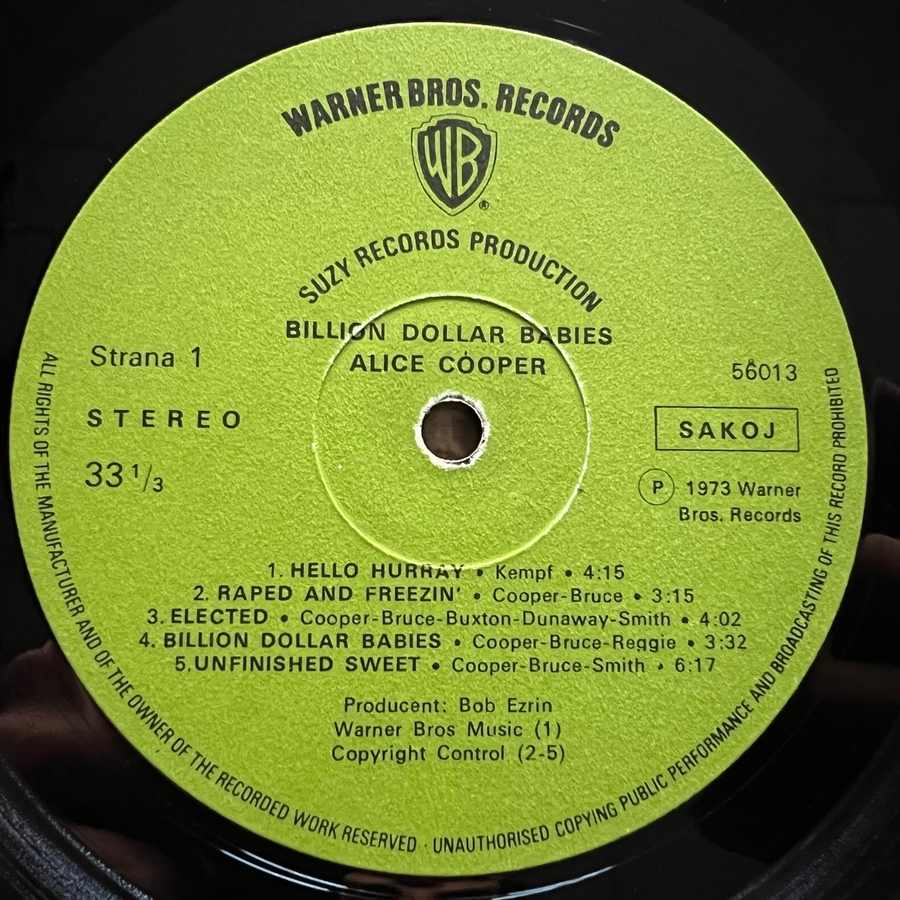 WARNER BROS. RECORDS
WB
®
SUZY RECORDS PRODUCTION
BILLION DOLLAR BABIES
ALICE COOPER
Strana 1
STEREO
33 1/3
56013
SAKOJ
Ⓟ 1973 Warner
Bros. Records
1. HELLO HURRAY • Kempf • 4:15
2. RAPED AND FREEZIN' • Cooper-Bruce • 3:15
3. ELECTED • Cooper-Bruce-Buxton-Dunaway-Smith • 4:02
4. BILLION DOLLAR BABIES • Cooper-Bruce-Reggie • 3:32
5. UNFINISHED SWEET • Cooper-Bruce-Smith • 6:17
Producent: Bob Ezrin
Warner Bros Music (1)
Copyright Control (2-5)
ALL RIGHTS OF THE MANUFACTURER AND OF THE OWNER OF THE RECORDED WORK RESERVED · UNAUTHORISED COPYING PUBLIC PERFORMANCE AND BROADCASTING OF THIS RECORD PROHIBITED